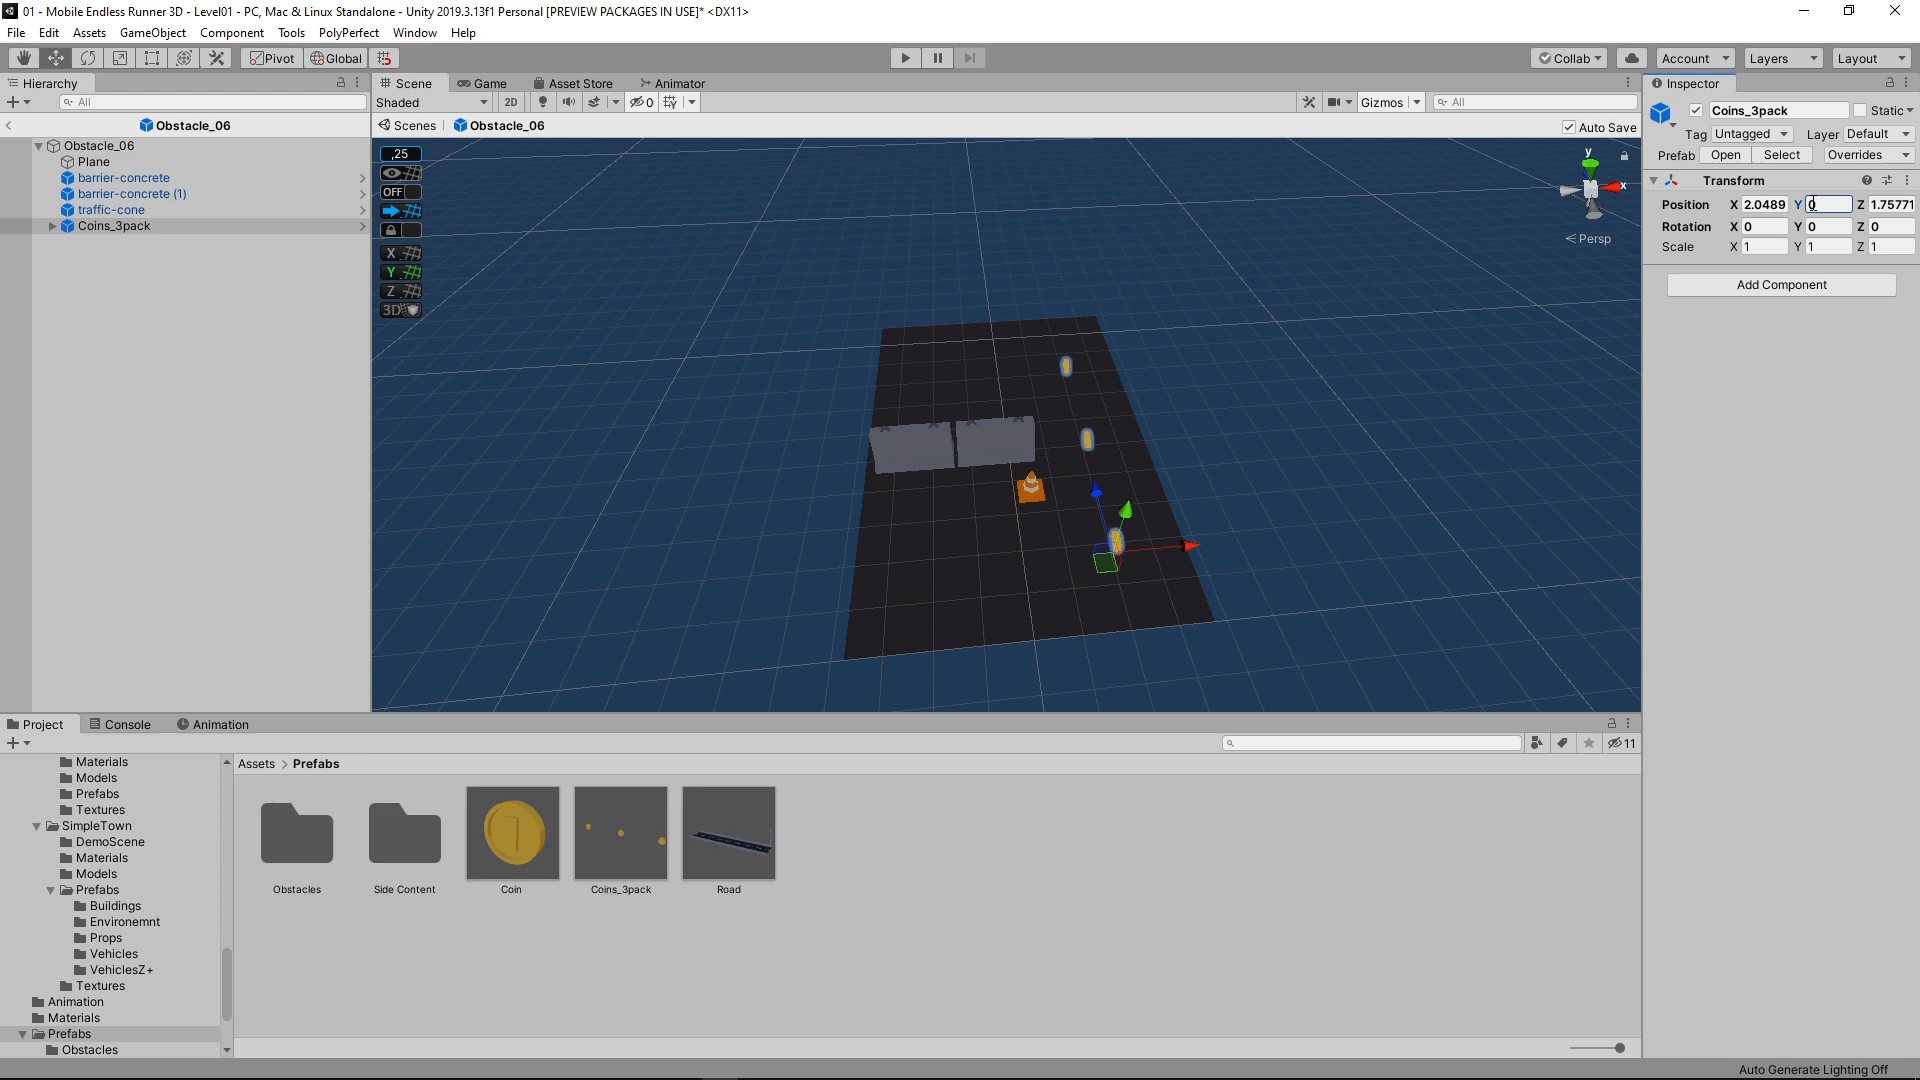 01 - Mobile Endless Runner 3D - Level01 - PC, Mac & Linux Standalone - Unity 2019.3.13f1 Personal [PREVIEW PACKAGES IN USE]* <DX11>
File Edit Assets GameObject Component Tools PolyPerfect Window Help
Pivot Global Collab Account Layers Layout
Hierarchy
All
Obstacle_06
Obstacle_06
Plane
barrier-concrete
barrier-concrete (1)
traffic-cone
Coins_3pack
Scene Game Asset Store Animator
Shaded 2D 0 Gizmos All
Scenes Obstacle_06 Auto Save
,25
OFF
X
Y
Z
3D
y
x
Persp
Inspector
Coins_3pack Static
Tag Untagged Layer Default
Prefab Open Select Overrides
Transform
Position X 2.0489 Y 0 Z 1.75771
Rotation X 0 Y 0 Z 0
Scale X 1 Y 1 Z 1
Add Component
Project Console Animation
11
Materials
Models
Prefabs
Textures
SimpleTown
DemoScene
Materials
Models
Prefabs
Buildings
Environemnt
Props
Vehicles
VehiclesZ+
Textures
Animation
Materials
Prefabs
Obstacles
Assets > Prefabs
Obstacles Side Content Coin Coins_3pack Road
Auto Generate Lighting Off